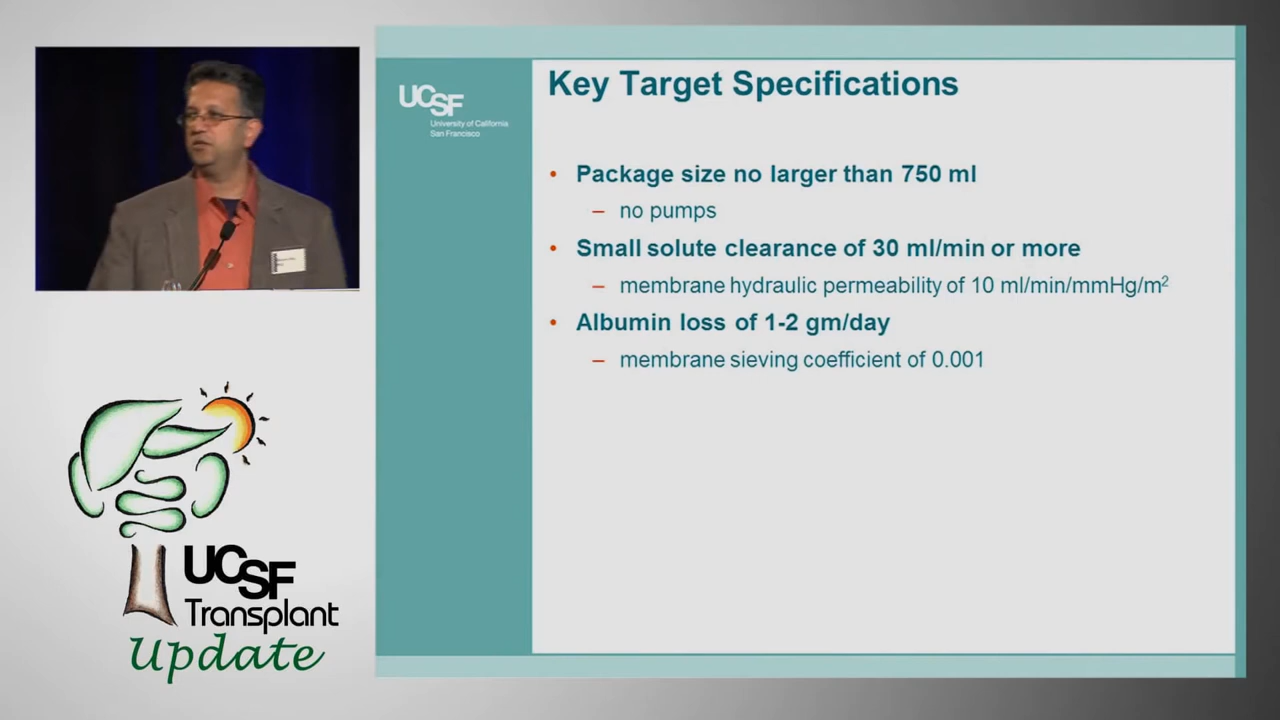 Key Target Specifications
UCSF
University of California
San Francisco
• Package size no larger than 750 ml
– no pumps
• Small solute clearance of 30 ml/min or more
– membrane hydraulic permeability of 10 ml/min/mmHg/m²
• Albumin loss of 1-2 gm/day
– membrane sieving coefficient of 0.001
UCSF
Transplant
Update